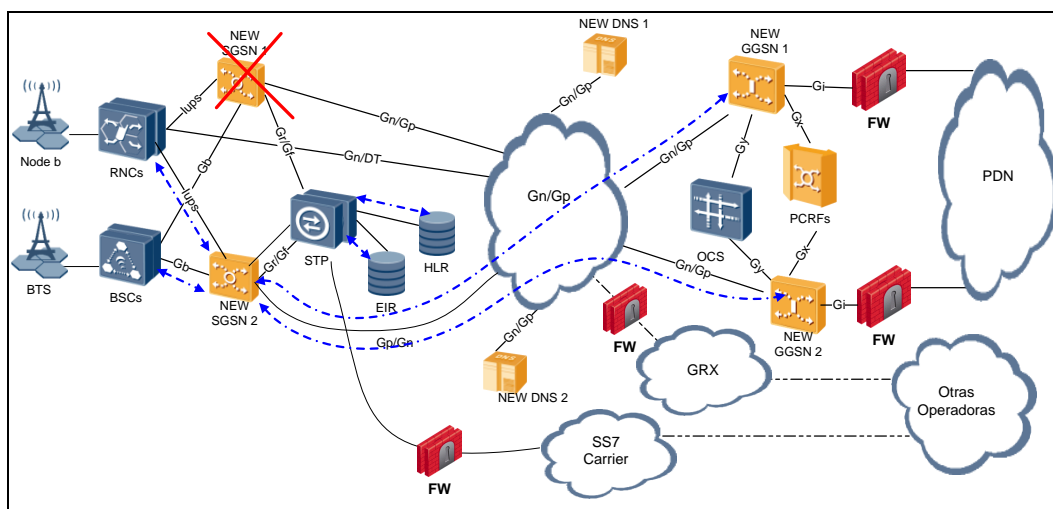 NEW DNS 1
NEW
SGSN 1
NEW
GGSN 1
Iups
Gn/Gp
Gn/Gp
Gi
FW
Node b
RNCs
Gn/DT
Gb
Gr/Gf
Gn/Gp
Gx
Gy
Iups
Gn/Gp
PDN
PCRFs
OCS
HLR
STP
BTS
BSCs
Gb
Gr/Gf
EIR
Gn/Gp
Gy
Gx
NEW
SGSN 2
Gi
Gp/Gn
Gn/Gp
FW
NEW
GGSN 2
FW
DNS
NEW DNS 2
GRX
Otras
Operadoras
SS7
Carrier
FW